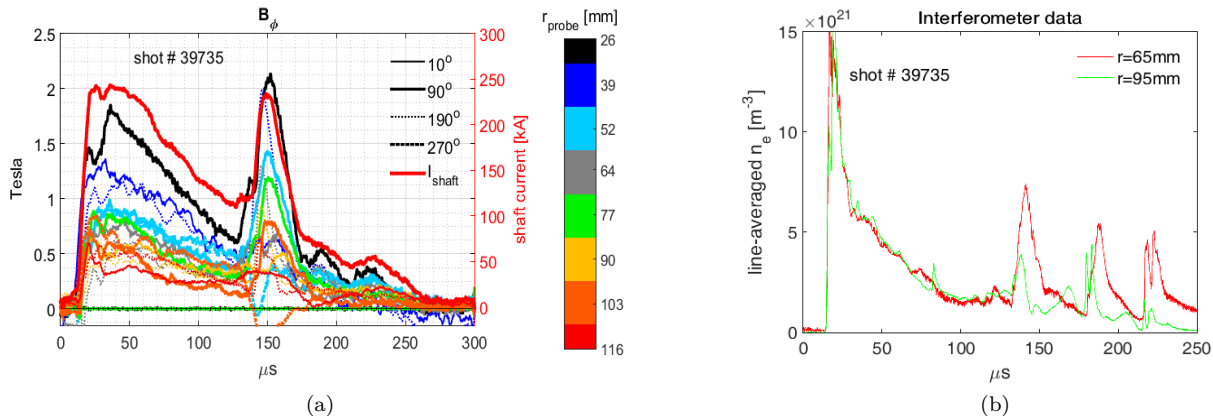 B_ϕ
r_probe [mm]
shot # 39735
10°
90°
190°
270°
I_shaft
Tesla
2.5
2
1.5
1
0.5
0
0 50 100 150 200 250 300
μs
shaft current [kA]
300
250
200
150
100
50
0
26
39
52
64
77
90
103
116
(a)
× 10^21
Interferometer data
shot # 39735
r=65mm
r=95mm
line-averaged n_e [m^-3]
15
10
5
0
0 50 100 150 200 250
μs
(b)